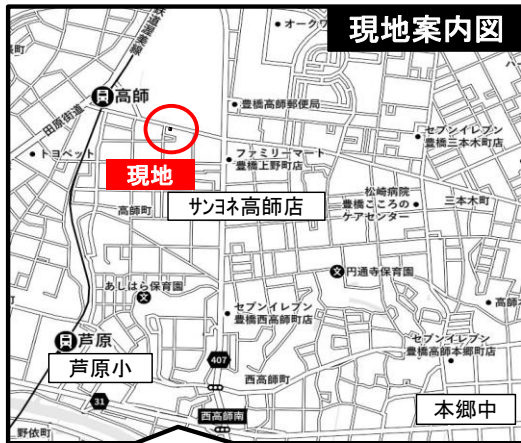 現地案内図
鉄道渥美線
オークワ
高師
豊橋高師郵便局
田原街道
トヨペット
ファミリーマート
豊橋上野町店
セブンイレブン
豊橋三本木町店
現地
高師町
サンヨネ高師店
松崎病院
豊橋こころの
ケアセンター
三本木町
円通寺保育園
あしはら保育園
高師
セブンイレブン
豊橋西高師町店
芦原
407
セブンイレブン
豊橋高師本郷町店
芦原小
西高師町
31
西高師南
本郷中
野依町